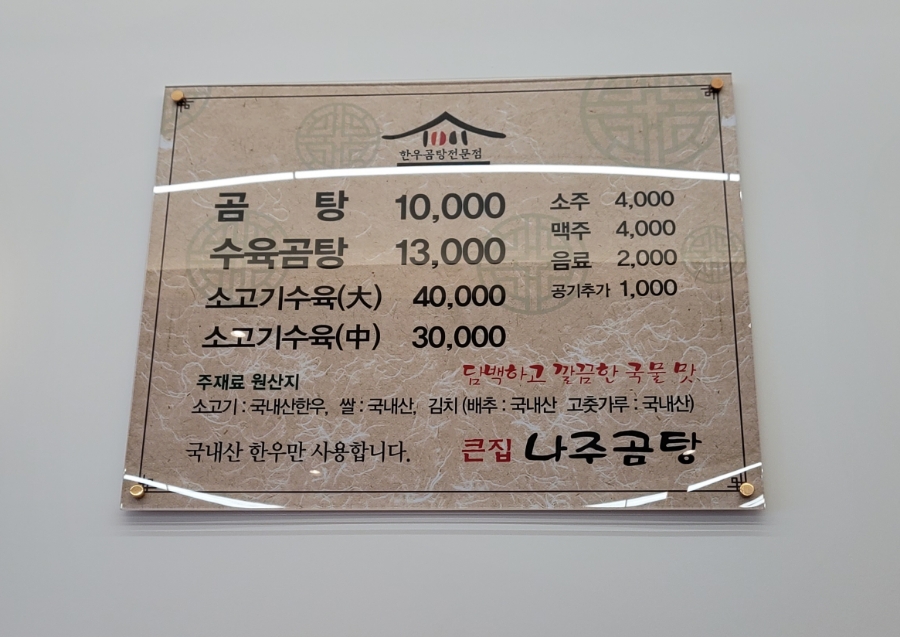 한우곰탕전문점
곰 탕 10,000
수육곰탕 13,000
소고기수육(大) 40,000
소고기수육(中) 30,000
소주 4,000
맥주 4,000
음료 2,000
공기추가 1,000
담백하고 깔끔한 국물 맛
주재료 원산지
소고기 : 국내산한우, 쌀 : 국내산, 김치 (배추 : 국내산 고춧가루 : 국내산)
국내산 한우만 사용합니다.
큰집 나주곰탕